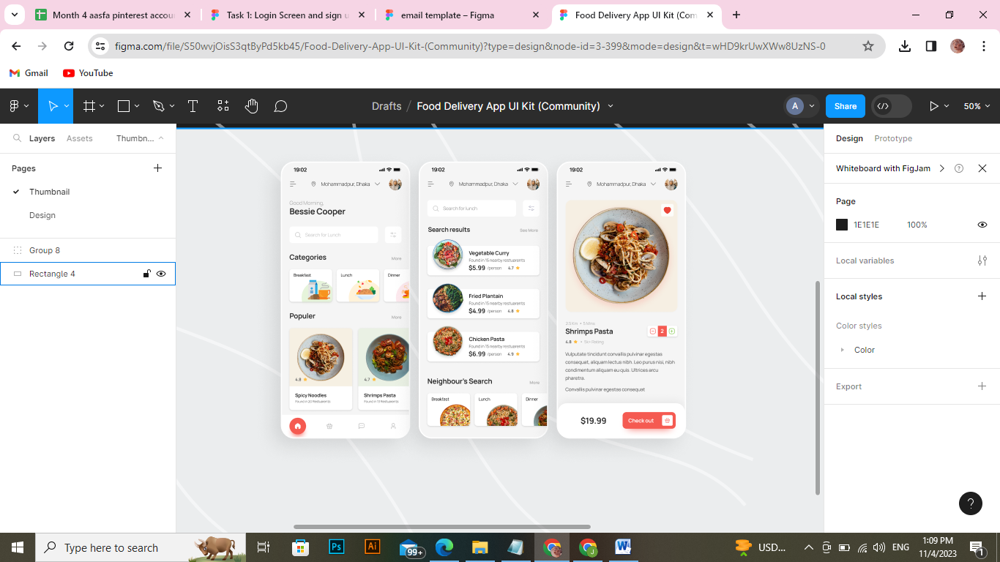 Month 4 aasfa pinterest accou
Task 1: Login Screen and sign u
email template – Figma
Food Delivery App UI Kit (Com
figma.com/file/S50wvjOisS3qtByPd5kb45/Food-Delivery-App-UI-Kit-(Community)?type=design&node-id=3-399&mode=design&t=wHD9krUwXWw8UzNS-0
Gmail
YouTube
Drafts / Food Delivery App UI Kit (Community)
A
Share
50%
Layers
Assets
Thumbn...
Pages
Thumbnail
Design
Group 8
Rectangle 4
19:02
Mohammadpur, Dhaka
Good Morning,
Bessie Cooper
Search for Lunch
Categories
More
Breakfast
Lunch
Dinner
Populer
More
4.8
4.7
Spicy Noodles
Found in 20 Restuarents
Shrimps Pasta
Found in 13 Restuarents
19:02
Mohammadpur, Dhaka
Search for lunch
Search results
See More
Vegetable Curry
Found in 15 nearby restuarents
$5.99 /person 4.7
Fried Plantain
Found in 15 nearby restuarents
$4.99 /person 4.8
Chicken Pasta
Found in 15 nearby restuarents
$6.99 /person 4.9
Neighbour's Search
More
Breakfast
Lunch
Dinner
19:02
Mohammadpur, Dhaka
Shrimps Pasta
2
4.8 • 5k+ Rating
Vulputate tincidunt convallis pulvinar egestas
consequat, aliquam lectus nibh. Leo purus nisi, nibh
condimentum aliquam eu quis. Ultrices arcu
pharetra.
Convallis pulvinar egestas consequat
$19.99
Check out
Design
Prototype
Whiteboard with FigJam
?
Page
1E1E1E
100%
Local variables
Local styles
Color styles
Color
Export
?
Type here to search
Ps
Ai
99+
J
W
USD...
ENG
1:09 PM
11/4/2023
1